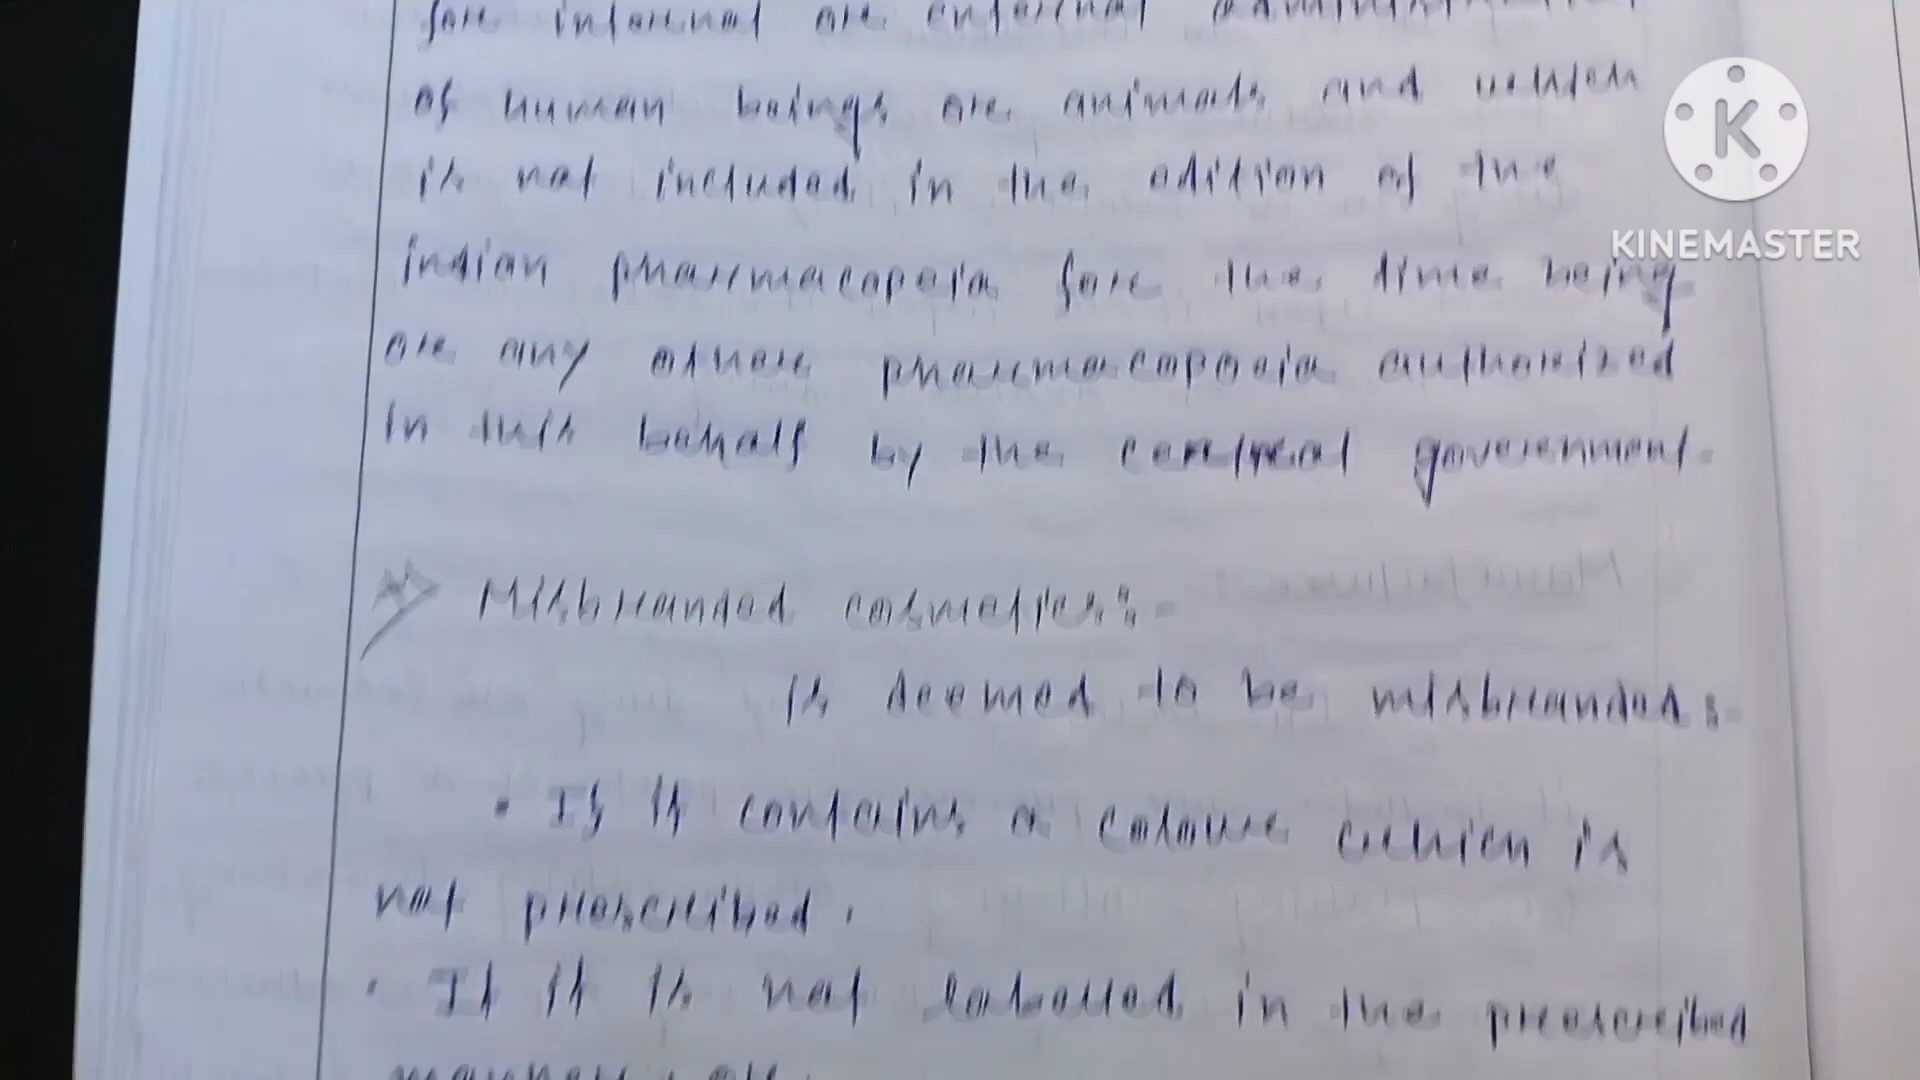 for internal or external
of human beings or animals and which
is not included in the edition of the
indian pharmacopoeia for the time being
or any other pharmacopoeia authorized
in this behalf by the central government.
Misbranded cosmetics:-
is deemed to be misbranded:-
• If it contains a colour which is
not prescribed.
• If it is not labelled in the prescribed
manner. or.
KINEMASTER